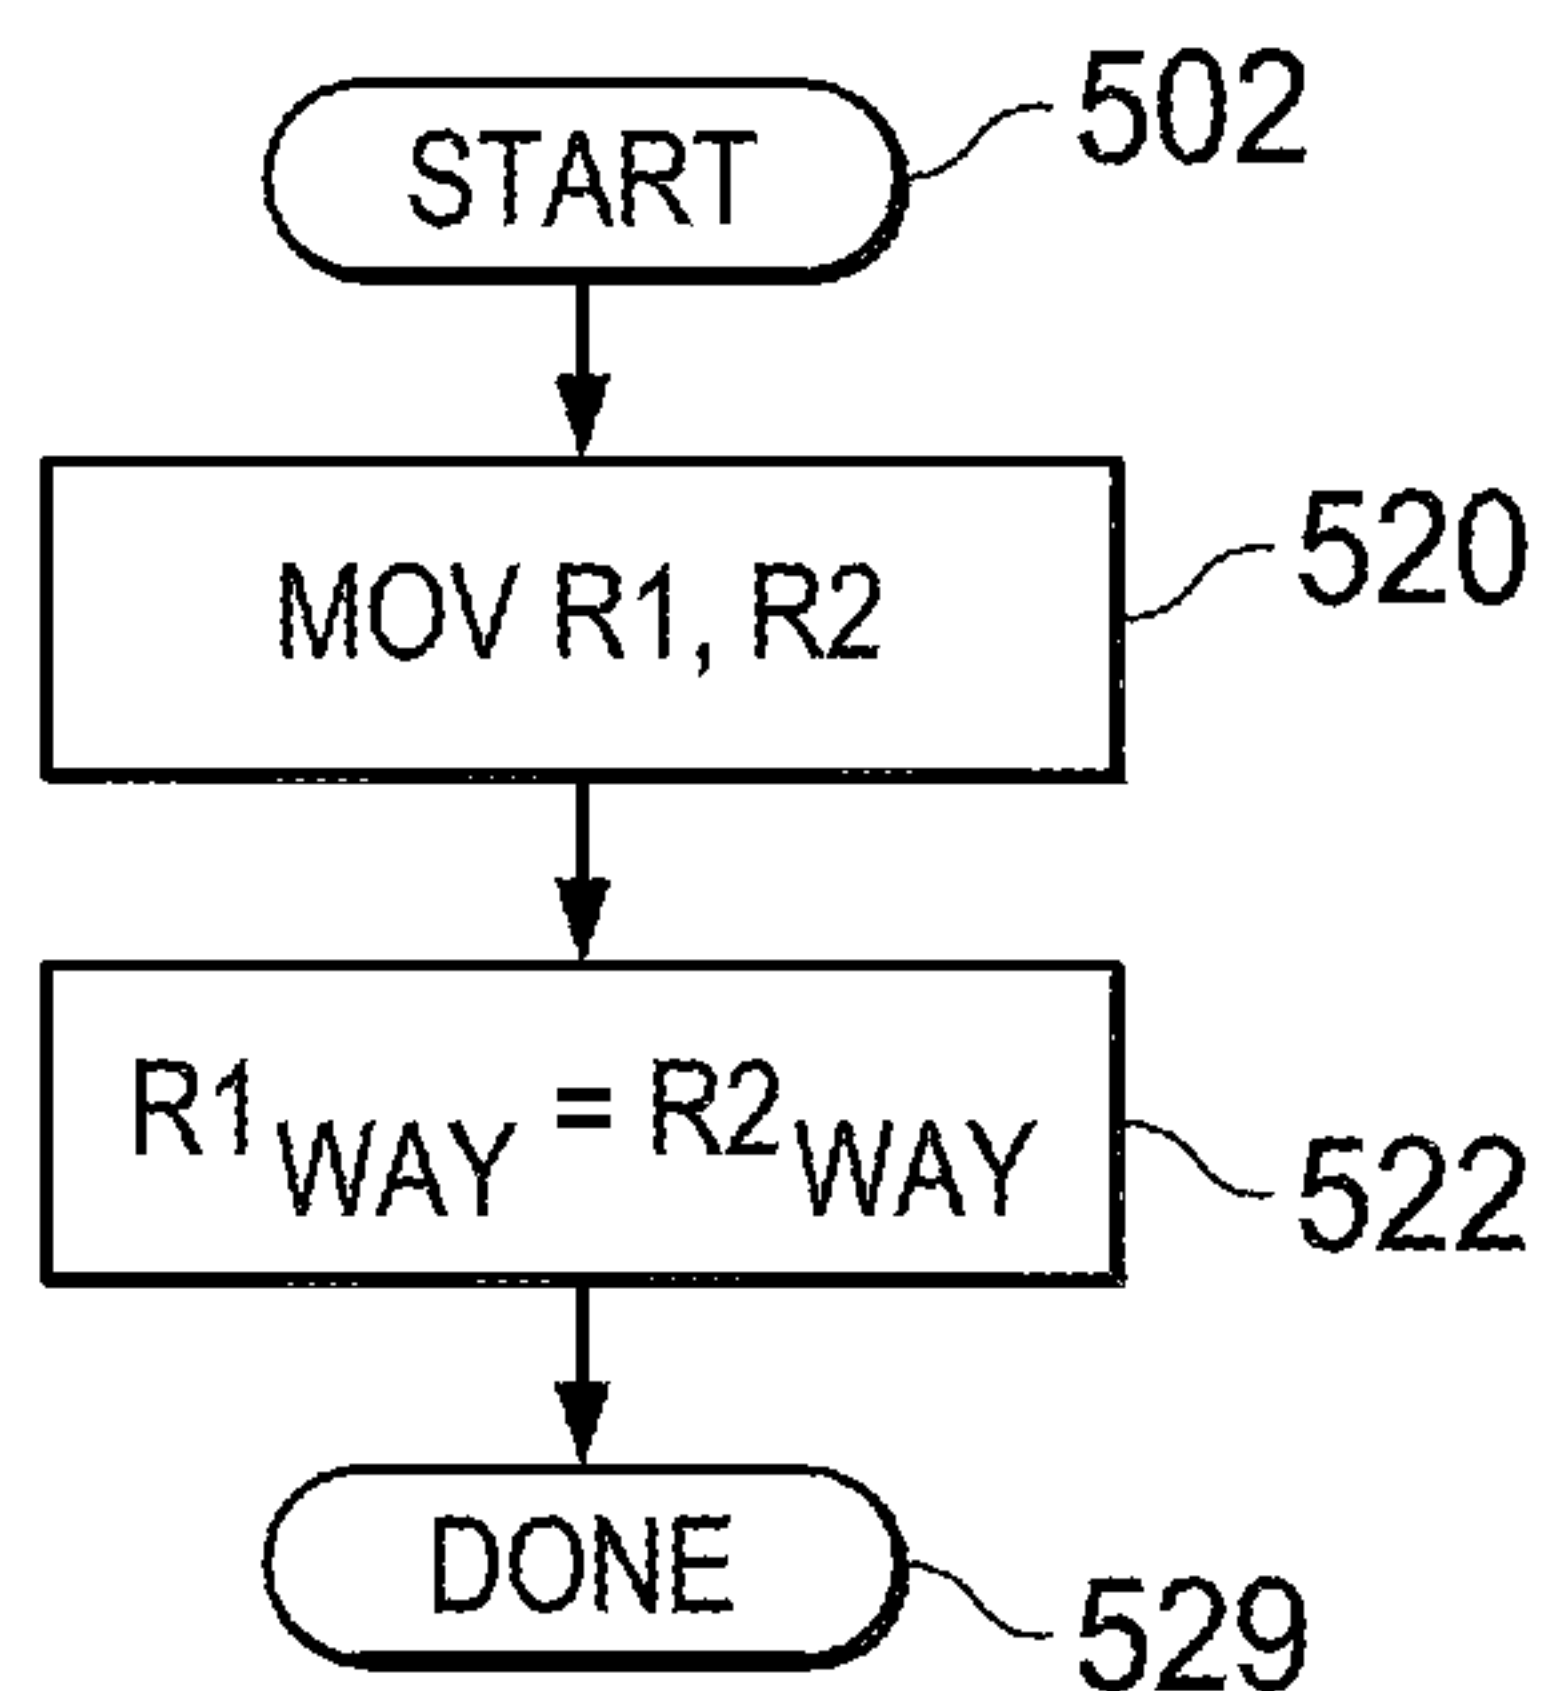 START
502
MOV R1, R2
520
R1WAY = R2WAY
522
DONE
529